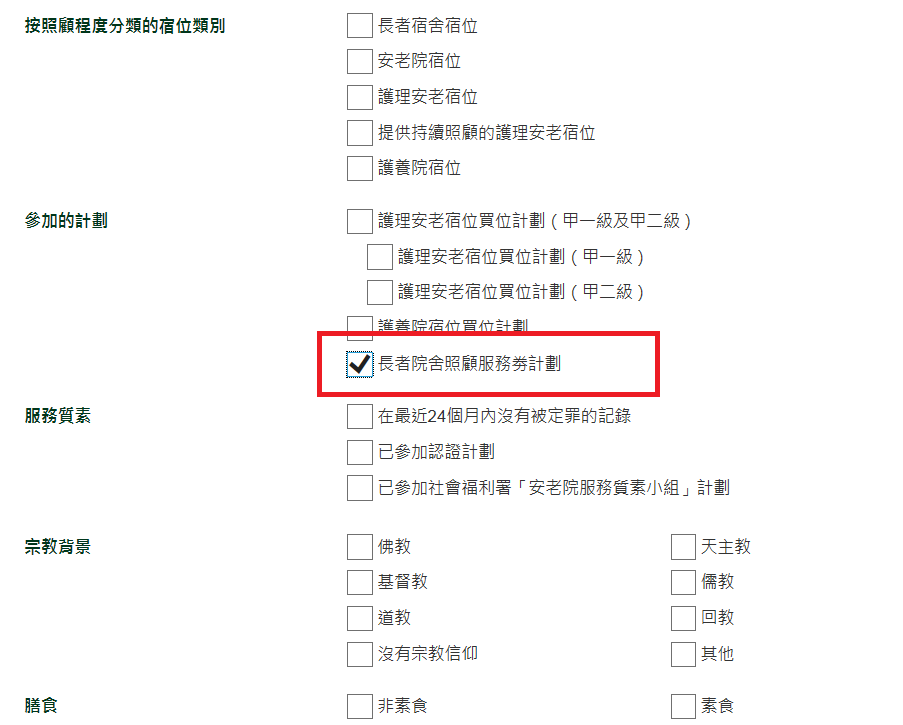 按照顧程度分類的宿位類別
長者宿舍宿位
安老院宿位
護理安老宿位
提供持續照顧的護理安老宿位
護養院宿位
參加的計劃
護理安老宿位買位計劃（甲一級及甲二級）
護理安老宿位買位計劃（甲一級）
護理安老宿位買位計劃（甲二級）
護養院宿位買位計劃
長者院舍照顧服務劵計劃
服務質素
在最近24個月內沒有被定罪的記錄
已參加認證計劃
已參加社會福利署「安老院服務質素小組」計劃
宗教背景
佛教 天主教
基督教 儒教
道教 回教
沒有宗教信仰 其他
膳食
非素食 素食